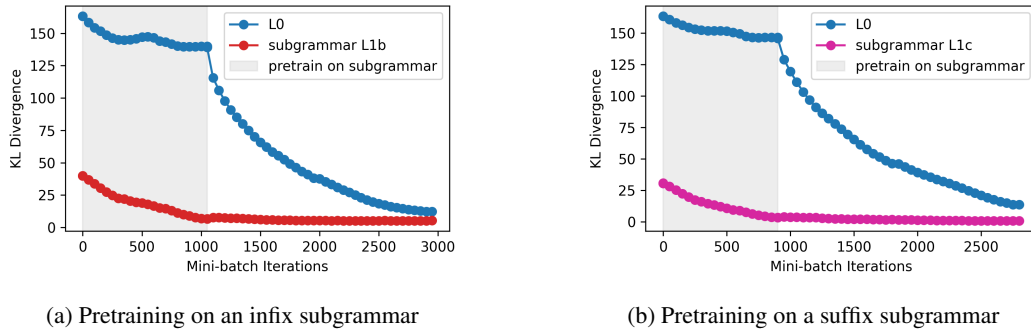 L0
subgrammar L1b
pretrain on subgrammar
KL Divergence
150
125
100
75
50
25
0
0 500 1000 1500 2000 2500 3000
Mini-batch Iterations
(a) Pretraining on an infix subgrammar
L0
subgrammar L1c
pretrain on subgrammar
KL Divergence
150
125
100
75
50
25
0
0 500 1000 1500 2000 2500
Mini-batch Iterations
(b) Pretraining on a suffix subgrammar